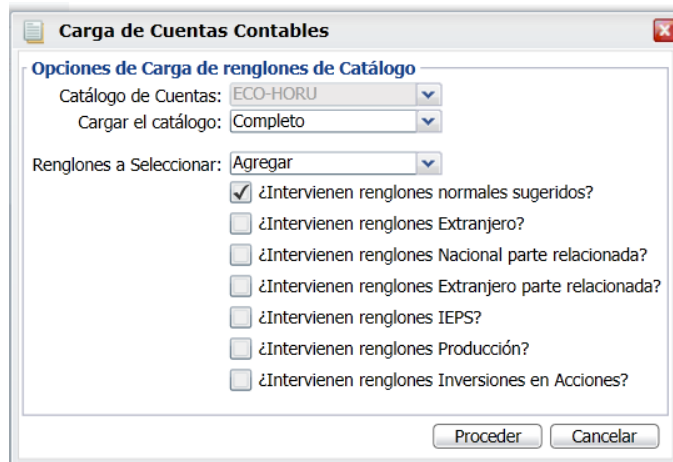 Carga de Cuentas Contables
Opciones de Carga de renglones de Catálogo
Catálogo de Cuentas: ECO-HORU
Cargar el catálogo: Completo
Renglones a Seleccionar: Agregar
¿Intervienen renglones normales sugeridos?
¿Intervienen renglones Extranjero?
¿Intervienen renglones Nacional parte relacionada?
¿Intervienen renglones Extranjero parte relacionada?
¿Intervienen renglones IEPS?
¿Intervienen renglones Producción?
¿Intervienen renglones Inversiones en Acciones?
Proceder Cancelar